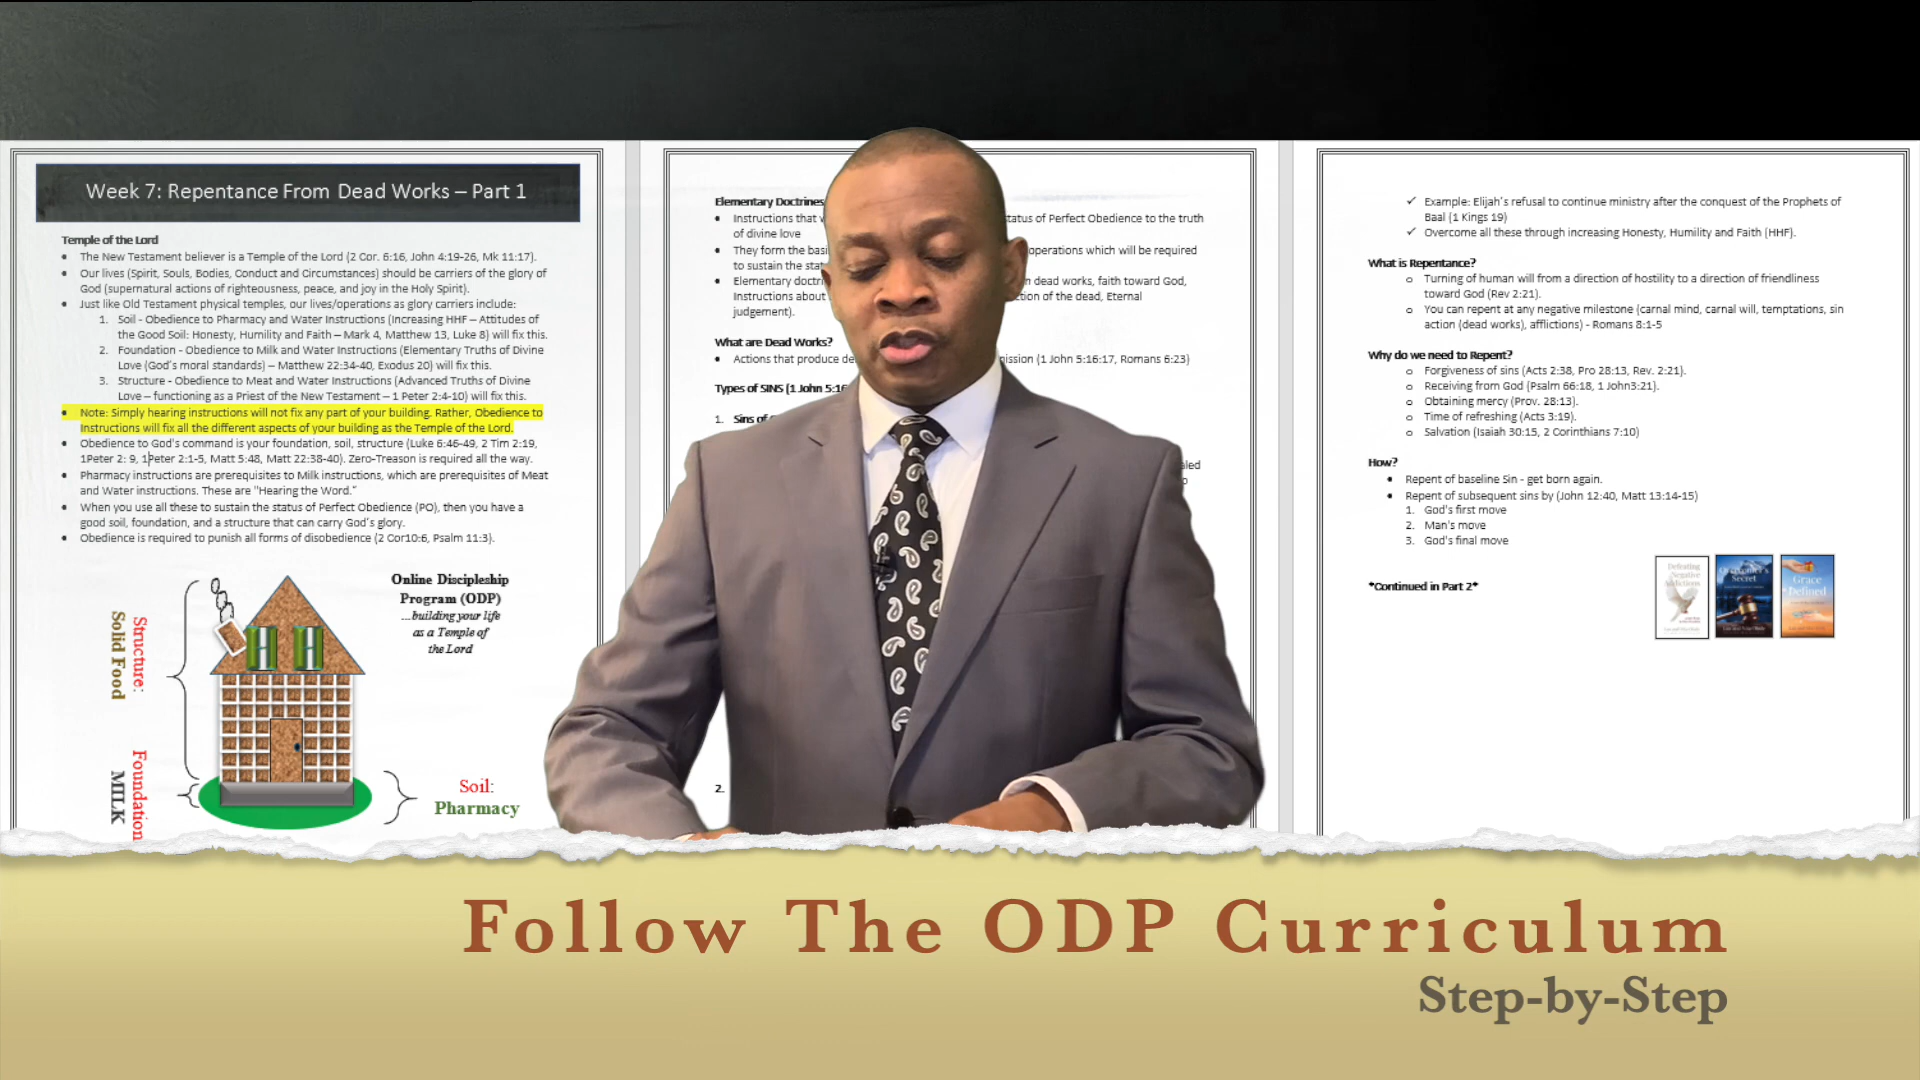 Week 7: Repentance From Dead Works – Part 1
Temple of the Lord
• The New Testament believer is a Temple of the Lord (2 Cor. 6:16, John 4:19-26, Mk 11:17).
• Our lives (Spirit, Souls, Bodies, Conduct and Circumstances) should be carriers of the glory of
God (supernatural actions of righteousness, peace, and joy in the Holy Spirit).
• Just like Old Testament physical temples, our lives/operations as glory carriers include:
1. Soil - Obedience to Pharmacy and Water Instructions (Increasing HHF – Attitudes of
the Good Soil: Honesty, Humility and Faith – Mark 4, Matthew 13, Luke 8) will fix this.
2. Foundation - Obedience to Milk and Water Instructions (Elementary Truths of Divine
Love (God's moral standards) – Matthew 22:34-40, Exodus 20) will fix this.
3. Structure - Obedience to Meat and Water Instructions (Advanced Truths of Divine
Love – functioning as a Priest of the New Testament – 1 Peter 2:4-10) will fix this.
• Note: Simply hearing instructions will not fix any part of your building. Rather, Obedience to
Instructions will fix all the different aspects of your building as the Temple of the Lord.
• Obedience to God's command is your foundation, soil, structure (Luke 6:46-49, 2 Tim 2:19,
1Peter 2: 9, 1Peter 2:1-5, Matt 5:48, Matt 22:38-40). Zero-Treason is required all the way.
• Pharmacy instructions are prerequisites to Milk instructions, which are prerequisites of Meat
and Water instructions. These are "Hearing the Word."
• When you use all these to sustain the status of Perfect Obedience (PO), then you have a
good soil, foundation, and a structure that can carry God's glory.
• Obedience is required to punish all forms of disobedience (2 Cor10:6, Psalm 11:3).
Online Discipleship
Program (ODP)
...building your life
as a Temple of
the Lord
Structure:
Solid Food
Foundation
MILK
Soil:
Pharmacy
Elementary Doctrines
• Instructions that status of Perfect Obedience to the truth
of divine love
• They form the basi operations which will be required
to sustain the stat
• Elementary doctri dead works, faith toward God,
Instructions about tion of the dead, Eternal
judgement).
What are Dead Works?
• Actions that produce de ission (1 John 5:16:17, Romans 6:23)
Types of SINS (1 John 5:16
1. Sins of
2.
✓ Example: Elijah's refusal to continue ministry after the conquest of the Prophets of
Baal (1 Kings 19)
✓ Overcome all these through increasing Honesty, Humility and Faith (HHF).
What is Repentance?
o Turning of human will from a direction of hostility to a direction of friendliness
toward God (Rev 2:21).
o You can repent at any negative milestone (carnal mind, carnal will, temptations, sin
action (dead works), afflictions) - Romans 8:1-5
Why do we need to Repent?
o Forgiveness of sins (Acts 2:38, Pro 28:13, Rev. 2:21).
o Receiving from God (Psalm 66:18, 1 John3:21).
o Obtaining mercy (Prov. 28:13).
o Time of refreshing (Acts 3:19).
o Salvation (Isaiah 30:15, 2 Corinthians 7:10)
How?
• Repent of baseline Sin - get born again.
• Repent of subsequent sins by (John 12:40, Matt 13:14-15)
1. God's first move
2. Man's move
3. God's final move
*Continued in Part 2*
Defeating
Negative
Addictions
Secret
Grace
Defined
Follow The ODP Curriculum
Step-by-Step